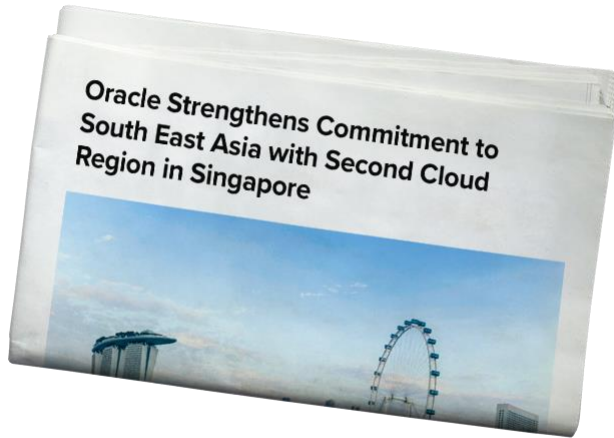 Oracle Strengthens Commitment to
South East Asia with Second Cloud
Region in Singapore